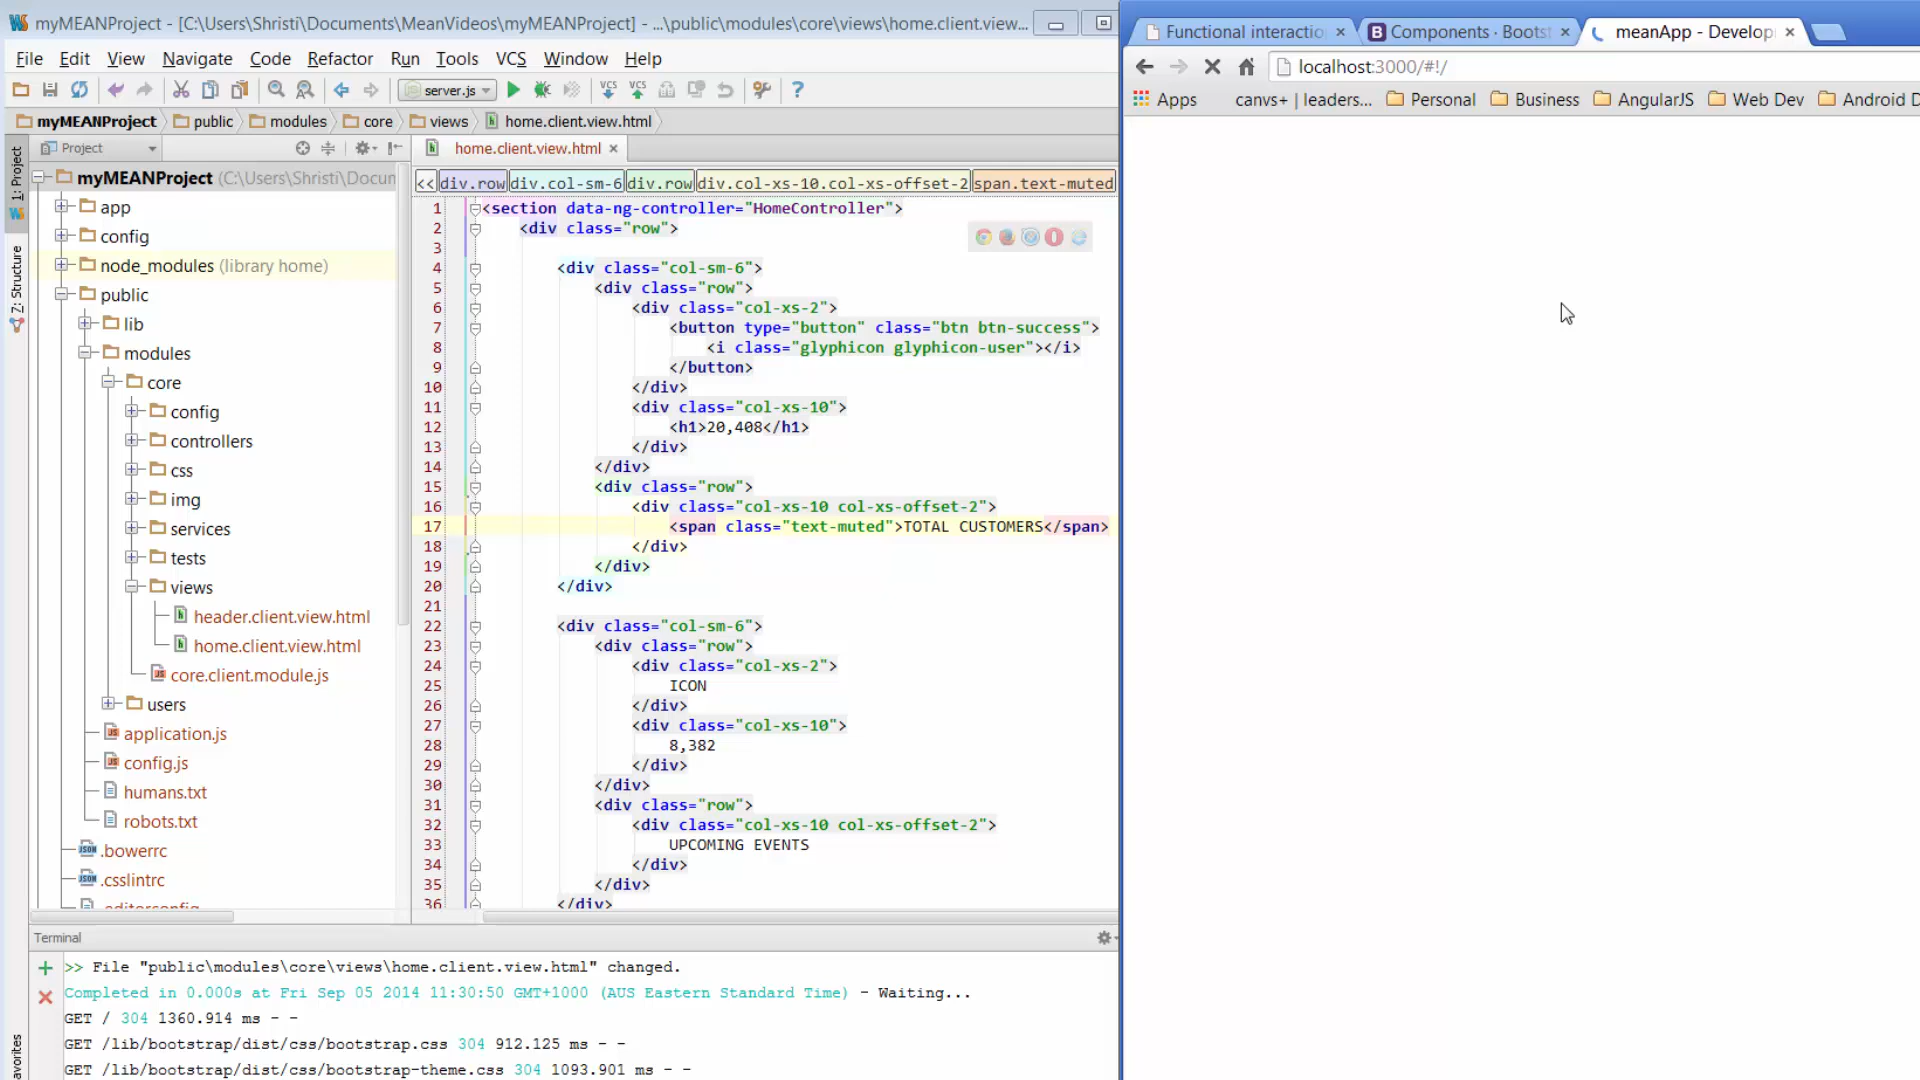 myMEANProject - [C:\Users\Shristi\Documents\MeanVideos\myMEANProject] - ...\public\modules\core\views\home.client.view...
File Edit View Navigate Code Refactor Run Tools VCS Window Help
server.js
VCS VCS
myMEANProject public modules core views home.client.view.html
Project
home.client.view.html
<< div.row div.col-sm-6 div.row div.col-xs-10.col-xs-offset-2 span.text-muted
1: Project
Z: Structure
avorites
myMEANProject (C:\Users\Shristi\Documen
app
config
node_modules (library home)
public
lib
modules
core
config
controllers
css
img
services
tests
views
header.client.view.html
home.client.view.html
core.client.module.js
users
application.js
config.js
humans.txt
robots.txt
.bowerrc
.csslintrc
.editorconfig
1 <section data-ng-controller="HomeController">
2 <div class="row">
3
4 <div class="col-sm-6">
5 <div class="row">
6 <div class="col-xs-2">
7 <button type="button" class="btn btn-success">
8 <i class="glyphicon glyphicon-user"></i>
9 </button>
10 </div>
11 <div class="col-xs-10">
12 <h1>20,408</h1>
13 </div>
14 </div>
15 <div class="row">
16 <div class="col-xs-10 col-xs-offset-2">
17 <span class="text-muted">TOTAL CUSTOMERS</span>
18 </div>
19 </div>
20 </div>
21
22 <div class="col-sm-6">
23 <div class="row">
24 <div class="col-xs-2">
25 ICON
26 </div>
27 <div class="col-xs-10">
28 8,382
29 </div>
30 </div>
31 <div class="row">
32 <div class="col-xs-10 col-xs-offset-2">
33 UPCOMING EVENTS
34 </div>
35 </div>
36 </div>
Terminal
>> File "public\modules\core\views\home.client.view.html" changed.
Completed in 0.000s at Fri Sep 05 2014 11:30:50 GMT+1000 (AUS Eastern Standard Time) - Waiting...
GET / 304 1360.914 ms - -
GET /lib/bootstrap/dist/css/bootstrap.css 304 912.125 ms - -
GET /lib/bootstrap/dist/css/bootstrap-theme.css 304 1093.901 ms - -
Functional interactio Components · Bootst meanApp - Develop
localhost:3000/#!/
Apps canvs+ | leaders... Personal Business AngularJS Web Dev Android D